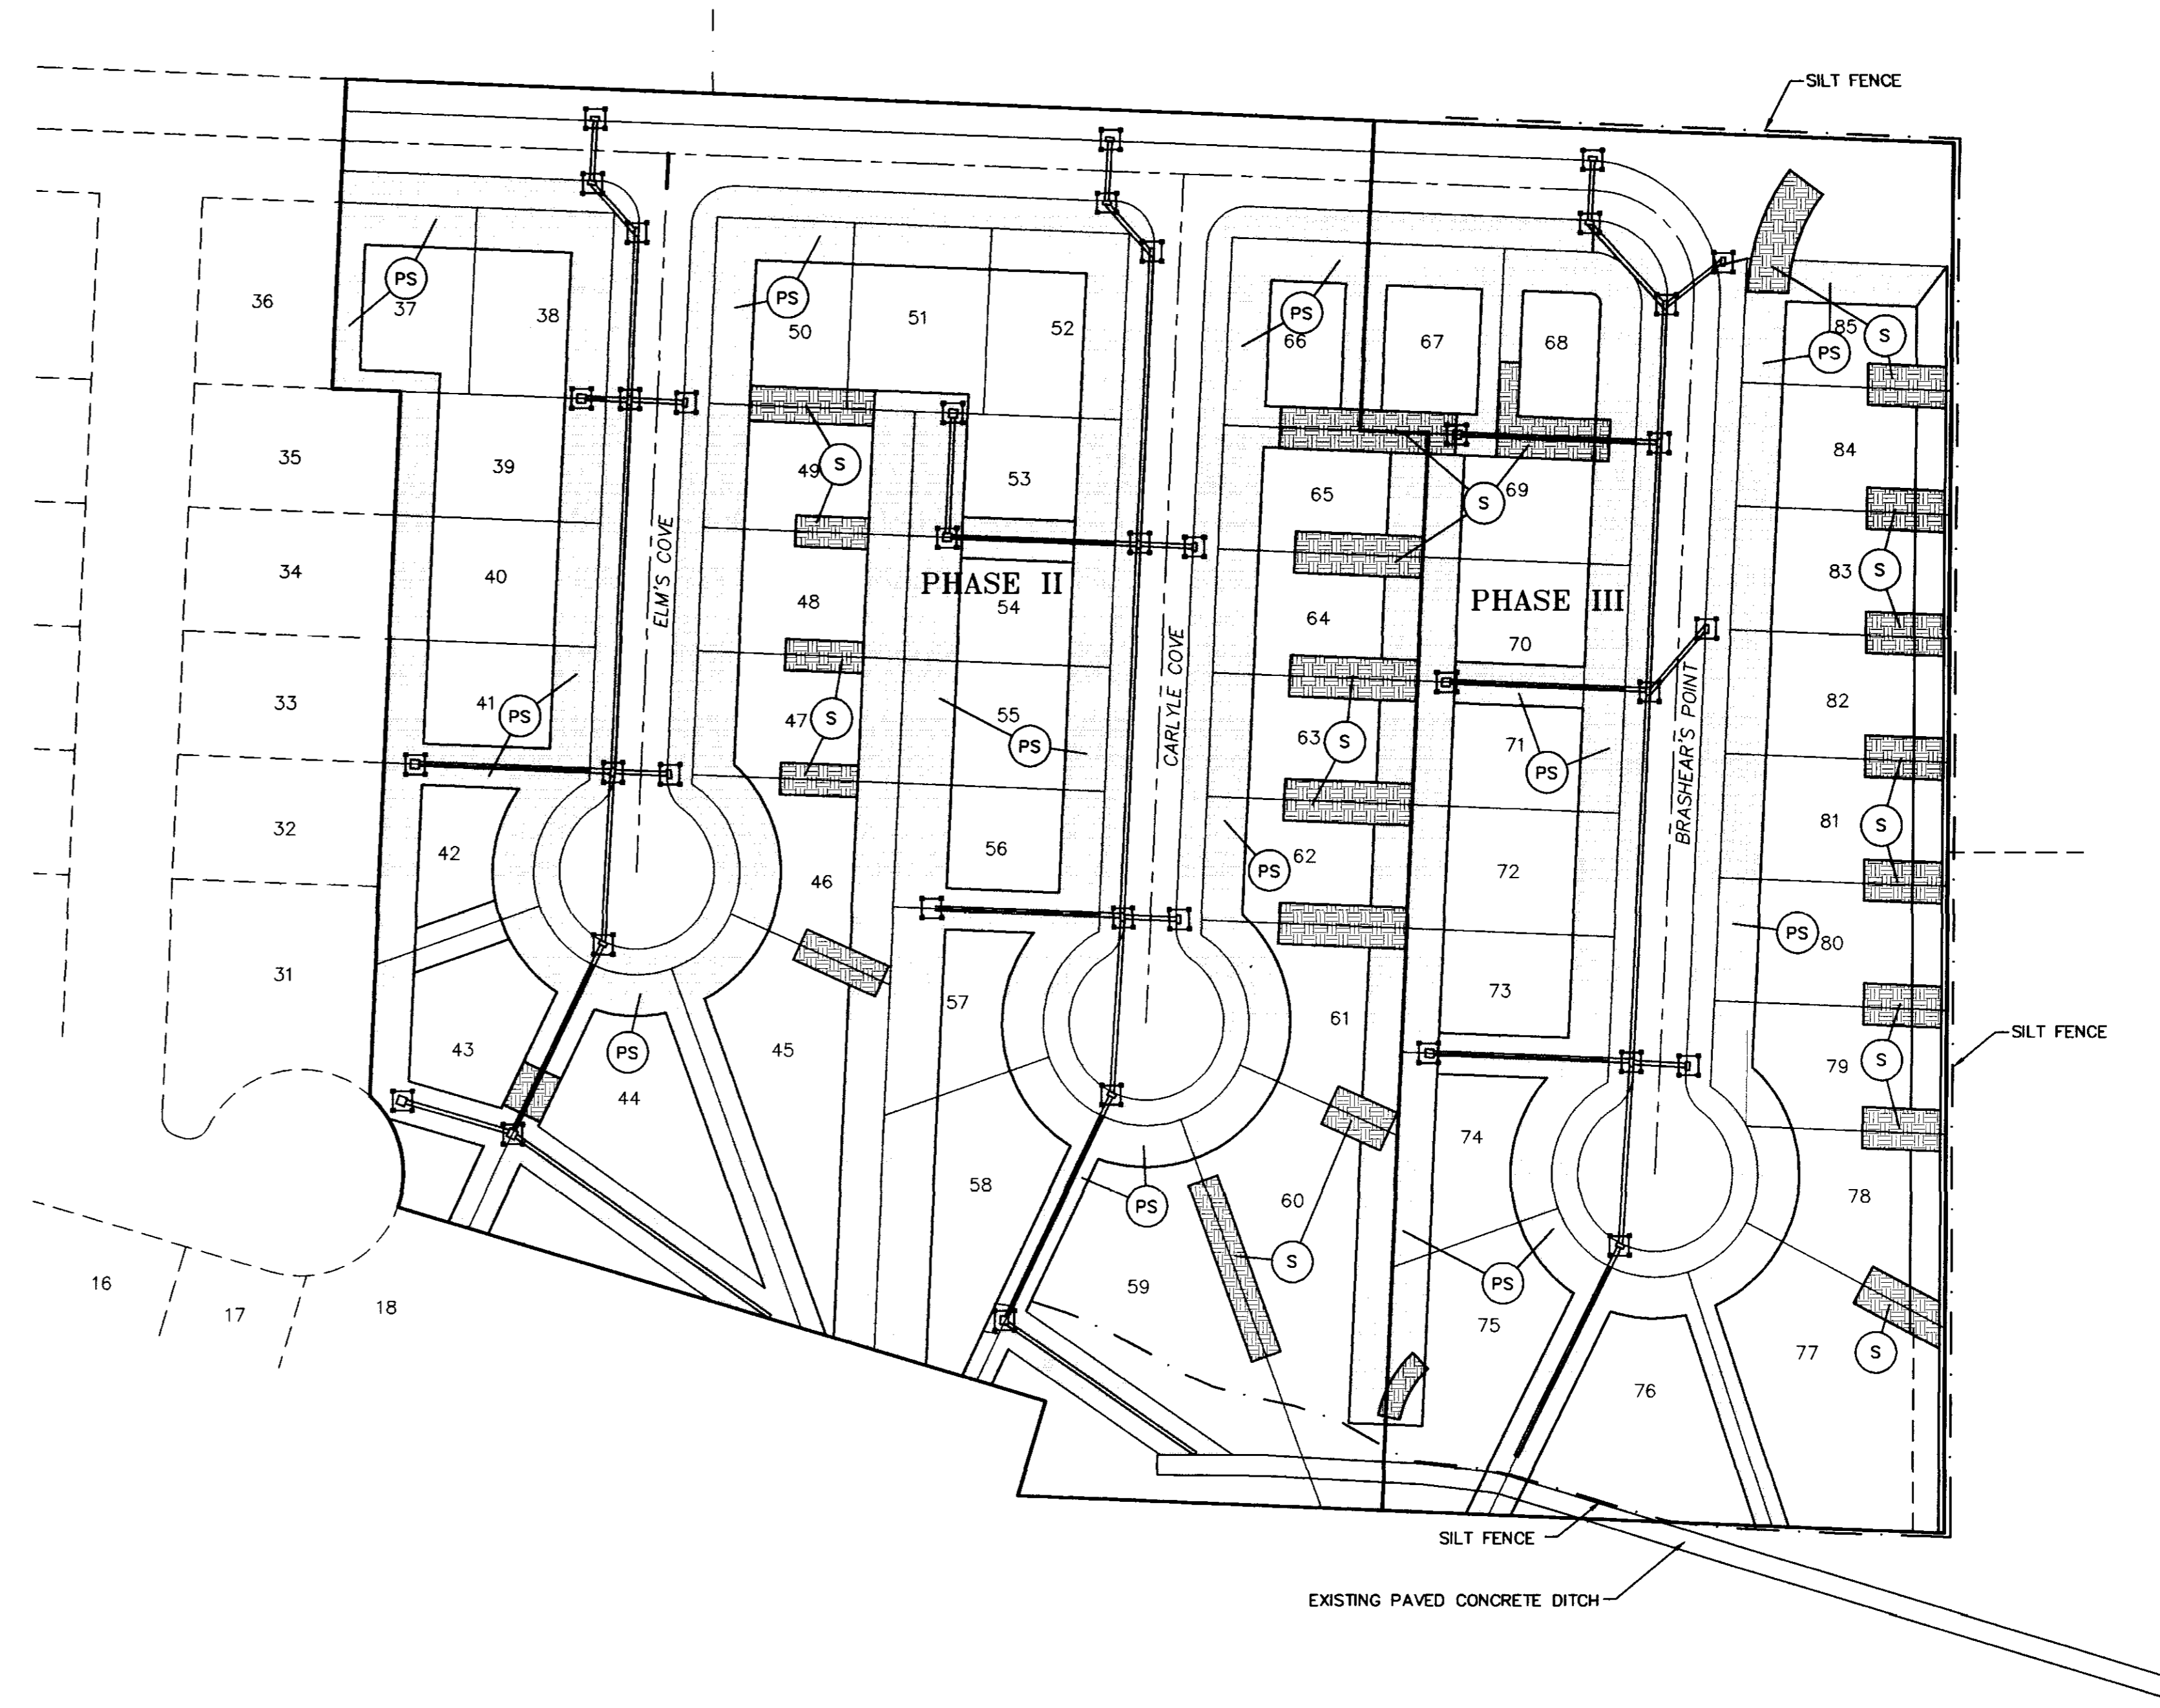 SILT FENCE
36
PS
37
38
PS
50
51
52
PS
66
67
68
85
S
PS
35
39
49
S
53
65
S
69
84
34
40
ELM'S COVE
48
PHASE II
54
64
PHASE III
70
83
S
33
41
PS
47
S
55
PS
CARLYLE COVE
63
S
71
PS
BRASHEAR'S POINT
82
32
42
46
56
PS
62
72
81
S
31
57
61
73
PS
80
SILT FENCE
43
PS
44
45
58
PS
60
74
79
S
78
16
17
18
59
S
PS
75
76
77
S
SILT FENCE
EXISTING PAVED CONCRETE DITCH